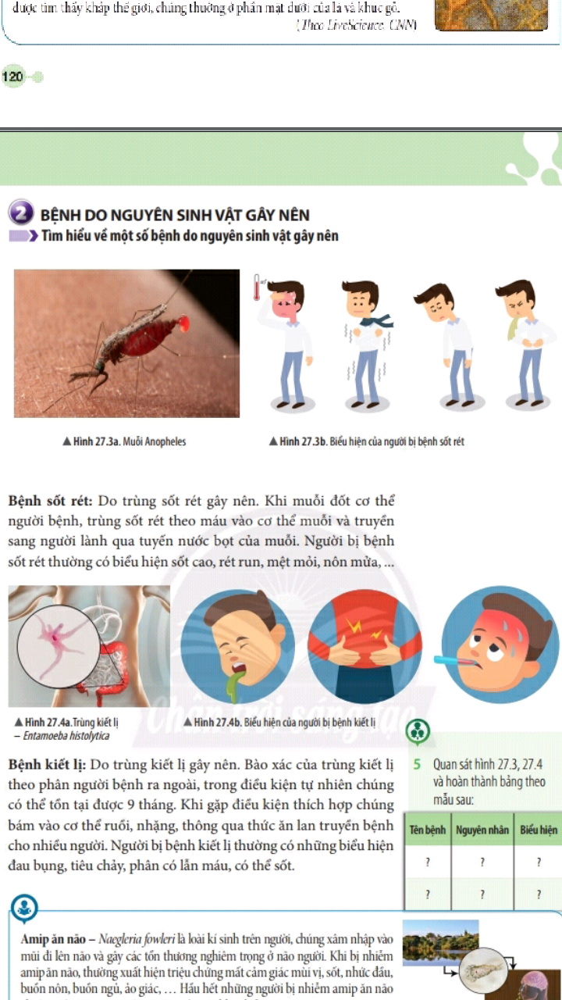 được tìm thấy khắp thế giới, chúng thường ở phần mặt dưới của lá và khúc gỗ.
(Theo LiveScience, CNN)
120
2 BỆNH DO NGUYÊN SINH VẬT GÂY NÊN
Tìm hiểu về một số bệnh do nguyên sinh vật gây nên
▲ Hình 27.3a. Muỗi Anopheles
▲ Hình 27.3b. Biểu hiện của người bị bệnh sốt rét
Bệnh sốt rét: Do trùng sốt rét gây nên. Khi muỗi đốt cơ thể
người bệnh, trùng sốt rét theo máu vào cơ thể muỗi và truyền
sang người lành qua tuyến nước bọt của muỗi. Người bị bệnh
sốt rét thường có biểu hiện sốt cao, rét run, mệt mỏi, nôn mửa, ...
▲ Hình 27.4a.Trùng kiết lị
– Entamoeba histolytica
▲ Hình 27.4b. Biểu hiện của người bị bệnh kiết lị
Chân trời sáng tạo
Bệnh kiết lị: Do trùng kiết lị gây nên. Bào xác của trùng kiết lị
theo phân người bệnh ra ngoài, trong điều kiện tự nhiên chúng
có thể tồn tại được 9 tháng. Khi gặp điều kiện thích hợp chúng
bám vào cơ thể ruồi, nhặng, thông qua thức ăn lan truyền bệnh
cho nhiều người. Người bị bệnh kiết lị thường có những biểu hiện
đau bụng, tiêu chảy, phân có lẫn máu, có thể sốt.
5 Quan sát hình 27.3, 27.4
và hoàn thành bảng theo
mẫu sau:
Tên bệnh Nguyên nhân Biểu hiện
? ? ?
? ? ?
Amip ăn não – Naegleria fowleri là loài kí sinh trên người, chúng xâm nhập vào
mũi đi lên não và gây các tổn thương nghiêm trọng ở não người. Khi bị nhiễm
amip ăn não, thường xuất hiện triệu chứng mất cảm giác mùi vị, sốt, nhức đầu,
buồn nôn, buồn ngủ, ảo giác, … Hầu hết những người bị nhiễm amip ăn não